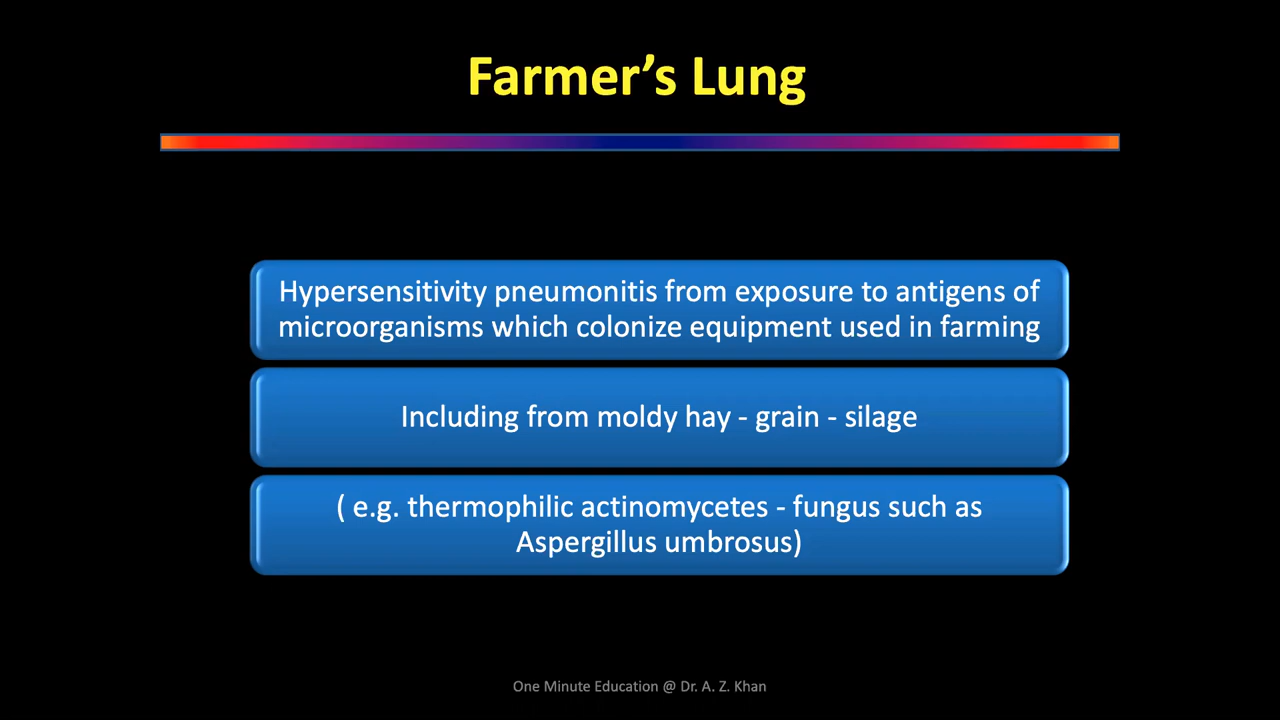 Farmer’s Lung
Hypersensitivity pneumonitis from exposure to antigens of
microorganisms which colonize equipment used in farming
Including from moldy hay - grain - silage
( e.g. thermophilic actinomycetes - fungus such as
Aspergillus umbrosus)
One Minute Education @ Dr. A. Z. Khan